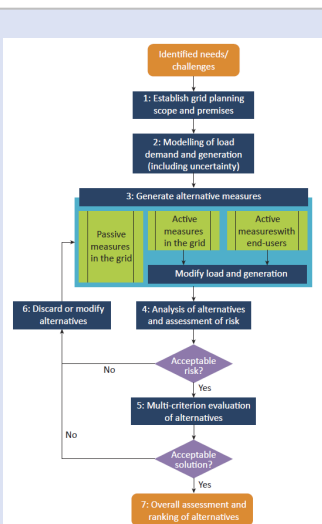 Identified needs/
challenges
1: Establish grid planning
scope and premises
2: Modelling of load
demand and generation
(including uncertainty)
3: Generate alternative measures
Passive
measures
in the grid
Active
measures
in the grid
Active
measureswith
end-users
Modify load and generation
6: Discard or modify
alternatives
4: Analysis of alternatives
and assessment of risk
Acceptable
risk?
No
Yes
5: Multi-criterion evaluation
of alternatives
No
Acceptable
solution?
Yes
7: Overall assessment and
ranking of alternatives